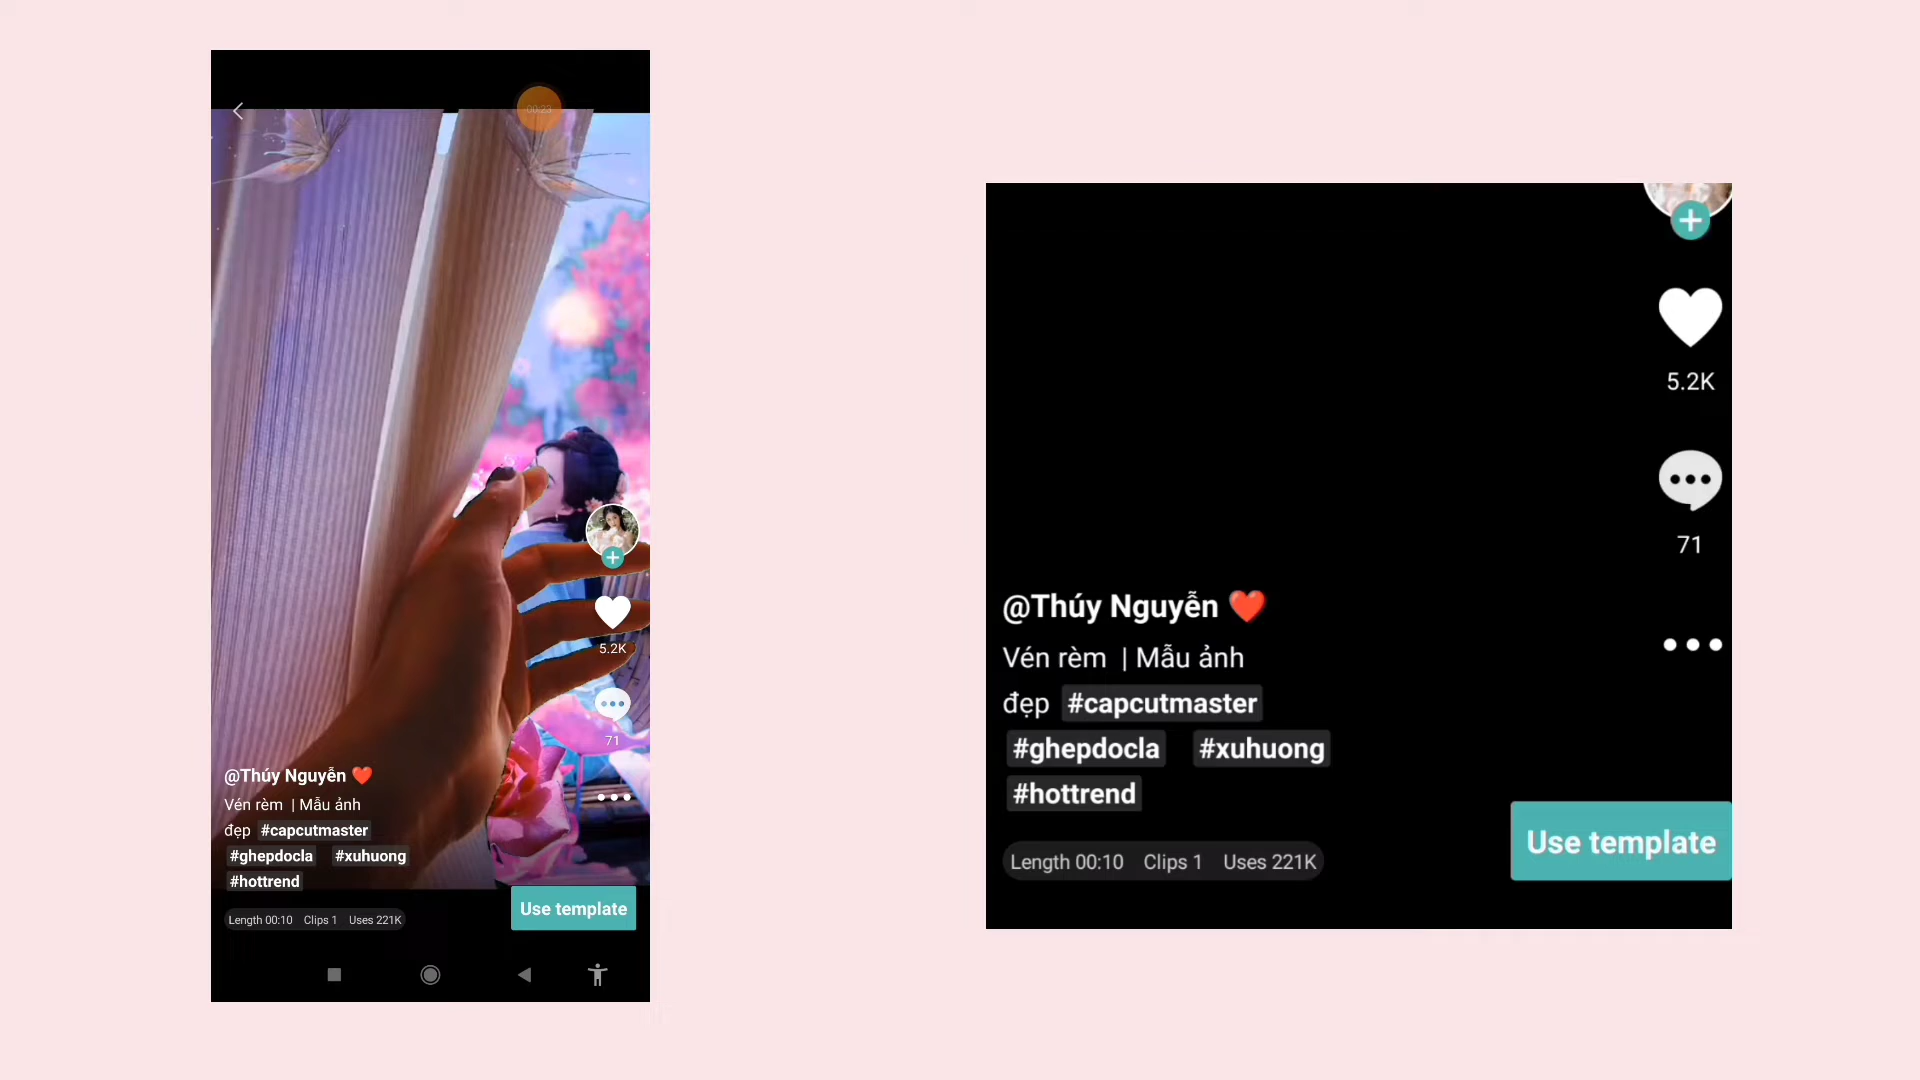 00:23
5.2K
71
@Thúy Nguyễn ❤️
Vén rèm | Mẫu ảnh
đẹp #capcutmaster
#ghepdocla #xuhuong
#hottrend
Length 00:10 Clips 1 Uses 221K
Use template
5.2K
71
@Thúy Nguyễn ❤️
Vén rèm | Mẫu ảnh
đẹp #capcutmaster
#ghepdocla #xuhuong
#hottrend
Length 00:10 Clips 1 Uses 221K
Use template